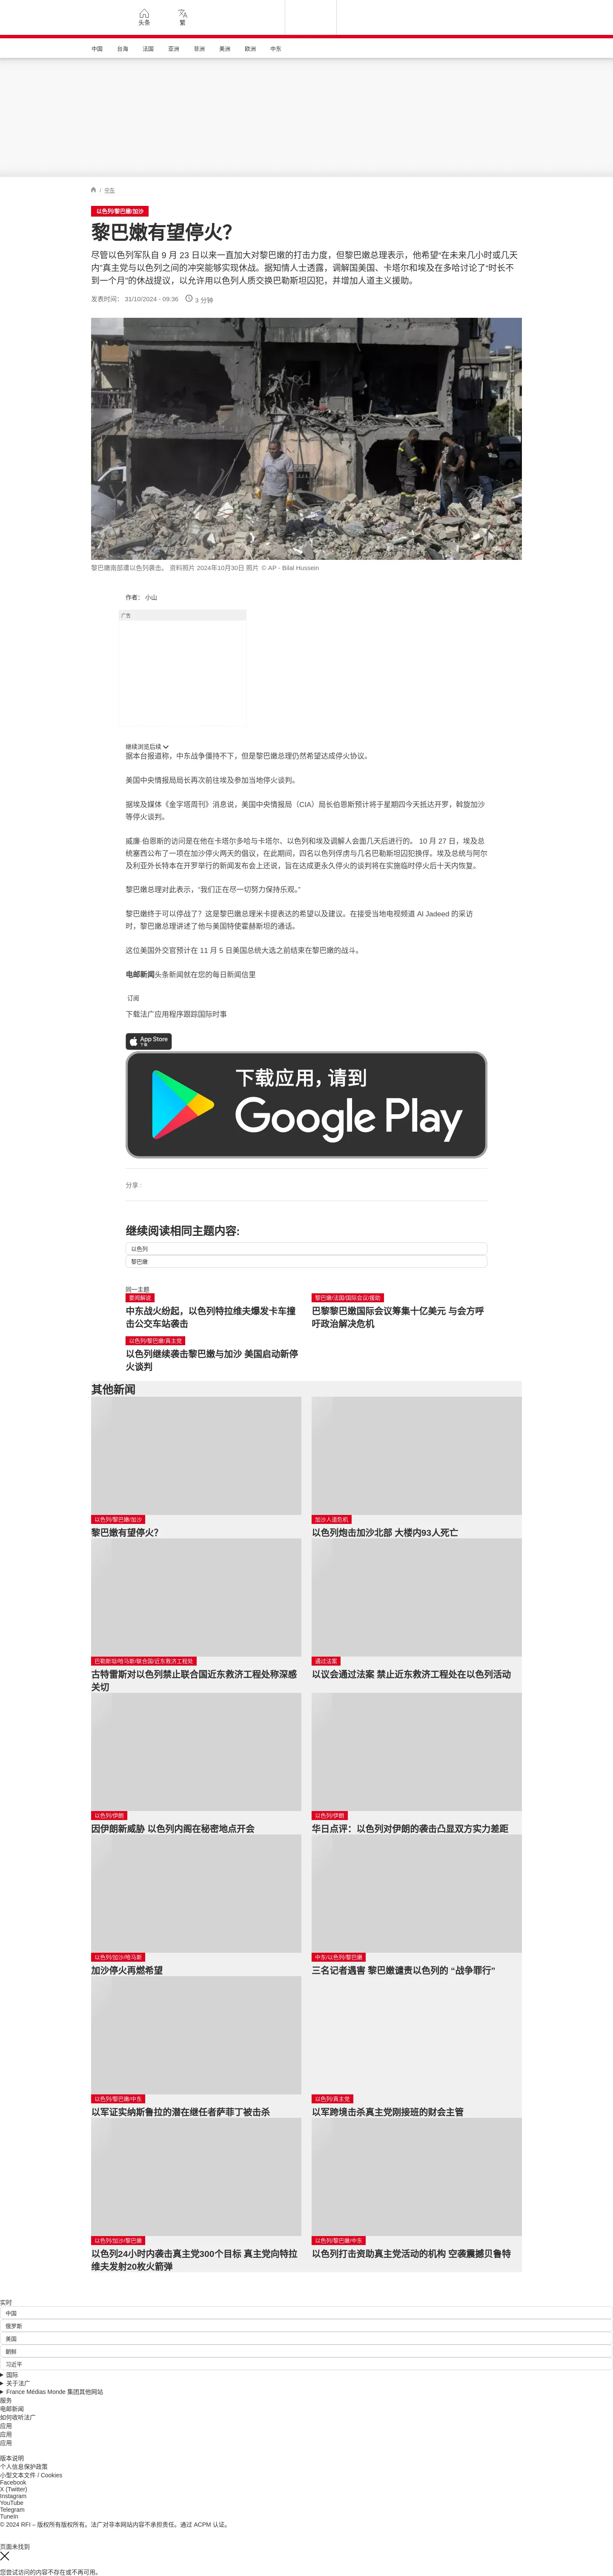 头条
繁
中国
台海
法国
亚洲
非洲
美洲
欧洲
中东
/ 中东
以色列/黎巴嫩/加沙
黎巴嫩有望停火？
尽管以色列军队自 9 月 23 日以来一直加大对黎巴嫩的打击力度，但黎巴嫩总理表示，他希望“在未来几小时或几天
内”真主党与以色列之间的冲突能够实现休战。据知情人士透露，调解国美国、卡塔尔和埃及在多哈讨论了“时长不
到一个月”的休战提议，以允许用以色列人质交换巴勒斯坦囚犯，并增加人道主义援助。
发表时间： 31/10/2024 - 09:36
3 分钟
黎巴嫩南部遭以色列袭击。 资料照片 2024年10月30日 照片 © AP - Bilal Hussein
作者： 小山
广告
继续浏览后续
据本台报道称，中东战争僵持不下，但是黎巴嫩总理仍然希望达成停火协议。
美国中央情报局局长再次前往埃及参加当地停火谈判。
据埃及媒体《金字塔周刊》消息说，美国中央情报局（CIA）局长伯恩斯预计将于星期四今天抵达开罗，斡旋加沙
等停火谈判。
威廉·伯恩斯的访问是在他在卡塔尔多哈与卡塔尔、以色列和埃及调解人会面几天后进行的。 10 月 27 日，埃及总
统塞西公布了一项在加沙停火两天的倡议，在此期间，四名以色列俘虏与几名巴勒斯坦囚犯换俘。埃及总统与阿尔
及利亚外长特本在开罗举行的新闻发布会上还说，旨在达成更永久停火的谈判将在实施临时停火后十天内恢复。
黎巴嫩总理对此表示，“我们正在尽一切努力保持乐观。”
黎巴嫩终于可以停战了？这是黎巴嫩总理米卡提表达的希望以及建议。在接受当地电视频道 Al Jadeed 的采访
时，黎巴嫩总理讲述了他与美国特使霍赫斯坦的通话。
这位美国外交官预计在 11 月 5 日美国总统大选之前结束在黎巴嫩的战斗。
电邮新闻头条新闻就在您的每日新闻信里
订阅
下载法广应用程序跟踪国际时事
App Store
下载
下载应用，请到
Google Play
分享 :
继续阅读相同主题内容:
以色列
黎巴嫩
同一主题
要闻解说
中东战火纷起，以色列特拉维夫爆发卡车撞
击公交车站袭击
黎巴嫩/法国/国际会议/援助
巴黎黎巴嫩国际会议筹集十亿美元 与会方呼
吁政治解决危机
以色列/黎巴嫩/真主党
以色列继续袭击黎巴嫩与加沙 美国启动新停
火谈判
其他新闻
以色列/黎巴嫩/加沙
黎巴嫩有望停火？
加沙人道危机
以色列炮击加沙北部 大楼内93人死亡
巴勒斯坦/哈马斯/联合国/近东救济工程处
古特雷斯对以色列禁止联合国近东救济工程处称深感
关切
通过法案
以议会通过法案 禁止近东救济工程处在以色列活动
以色列/伊朗
因伊朗新威胁 以色列内阁在秘密地点开会
以色列/伊朗
华日点评：以色列对伊朗的袭击凸显双方实力差距
以色列/加沙/哈马斯
加沙停火再燃希望
中东/以色列/黎巴嫩
三名记者遇害 黎巴嫩谴责以色列的 “战争罪行”
以色列/黎巴嫩/中东
以军证实纳斯鲁拉的潜在继任者萨菲丁被击杀
以色列/真主党
以军跨境击杀真主党刚接班的财会主管
以色列/加沙/黎巴嫩
以色列24小时内袭击真主党300个目标 真主党向特拉
维夫发射20枚火箭弹
以色列/黎巴嫩/中东
以色列打击资助真主党活动的机构 空袭震撼贝鲁特
实时
中国
俄罗斯
美国
朝鲜
习近平
国际
关于法广
France Médias Monde 集团其他网站
服务
电邮新闻
如何收听法广
应用
应用
应用
版本说明
个人信息保护政策
小型文本文件 / Cookies
Facebook
X (Twitter)
Instagram
YouTube
Telegram
TuneIn
© 2024 RFI – 版权所有版权所有。法广对非本网站内容不承担责任。通过 ACPM 认证。
页面未找到
您尝试访问的内容不存在或不再可用。